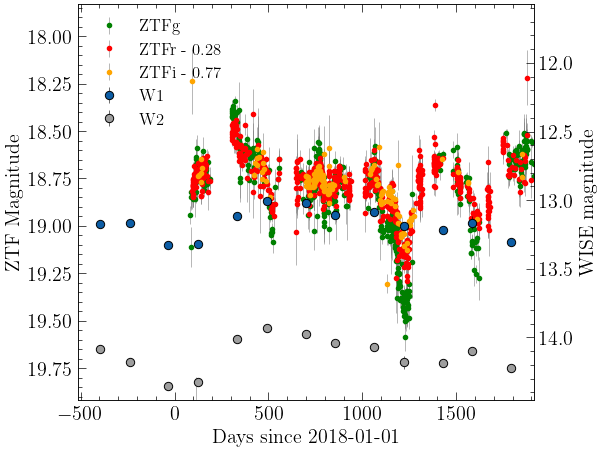 ZTFg
ZTFr - 0.28
ZTFi - 0.77
W1
W2
18.00
18.25
18.50
18.75
19.00
19.25
19.50
19.75
ZTF Magnitude
12.0
12.5
13.0
13.5
14.0
WISE magnitude
−500
0
500
1000
1500
Days since 2018-01-01